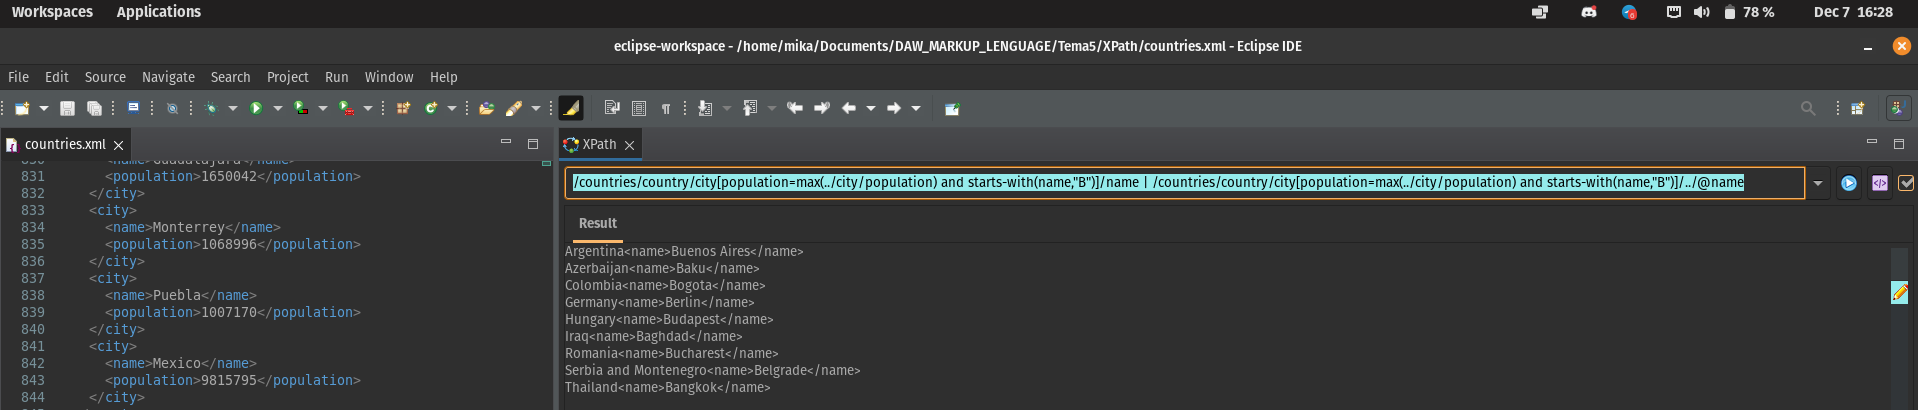 Workspaces Applications
78 % Dec 7 16:28
eclipse-workspace - /home/mika/Documents/DAW_MARKUP_LENGUAGE/Tema5/XPath/countries.xml - Eclipse IDE
File Edit Source Navigate Search Project Run Window Help
countries.xml
830 <name>Guadalajara</name>
831 <population>1650042</population>
832 </city>
833 <city>
834 <name>Monterrey</name>
835 <population>1068996</population>
836 </city>
837 <city>
838 <name>Puebla</name>
839 <population>1007170</population>
840 </city>
841 <city>
842 <name>Mexico</name>
843 <population>9815795</population>
844 </city>
XPath
/countries/country/city[population=max(../city/population) and starts-with(name,"B")]/name | /countries/country/city[population=max(../city/population) and starts-with(name,"B")]/../@name
Result
Argentina<name>Buenos Aires</name>
Azerbaijan<name>Baku</name>
Colombia<name>Bogota</name>
Germany<name>Berlin</name>
Hungary<name>Budapest</name>
Iraq<name>Baghdad</name>
Romania<name>Bucharest</name>
Serbia and Montenegro<name>Belgrade</name>
Thailand<name>Bangkok</name>